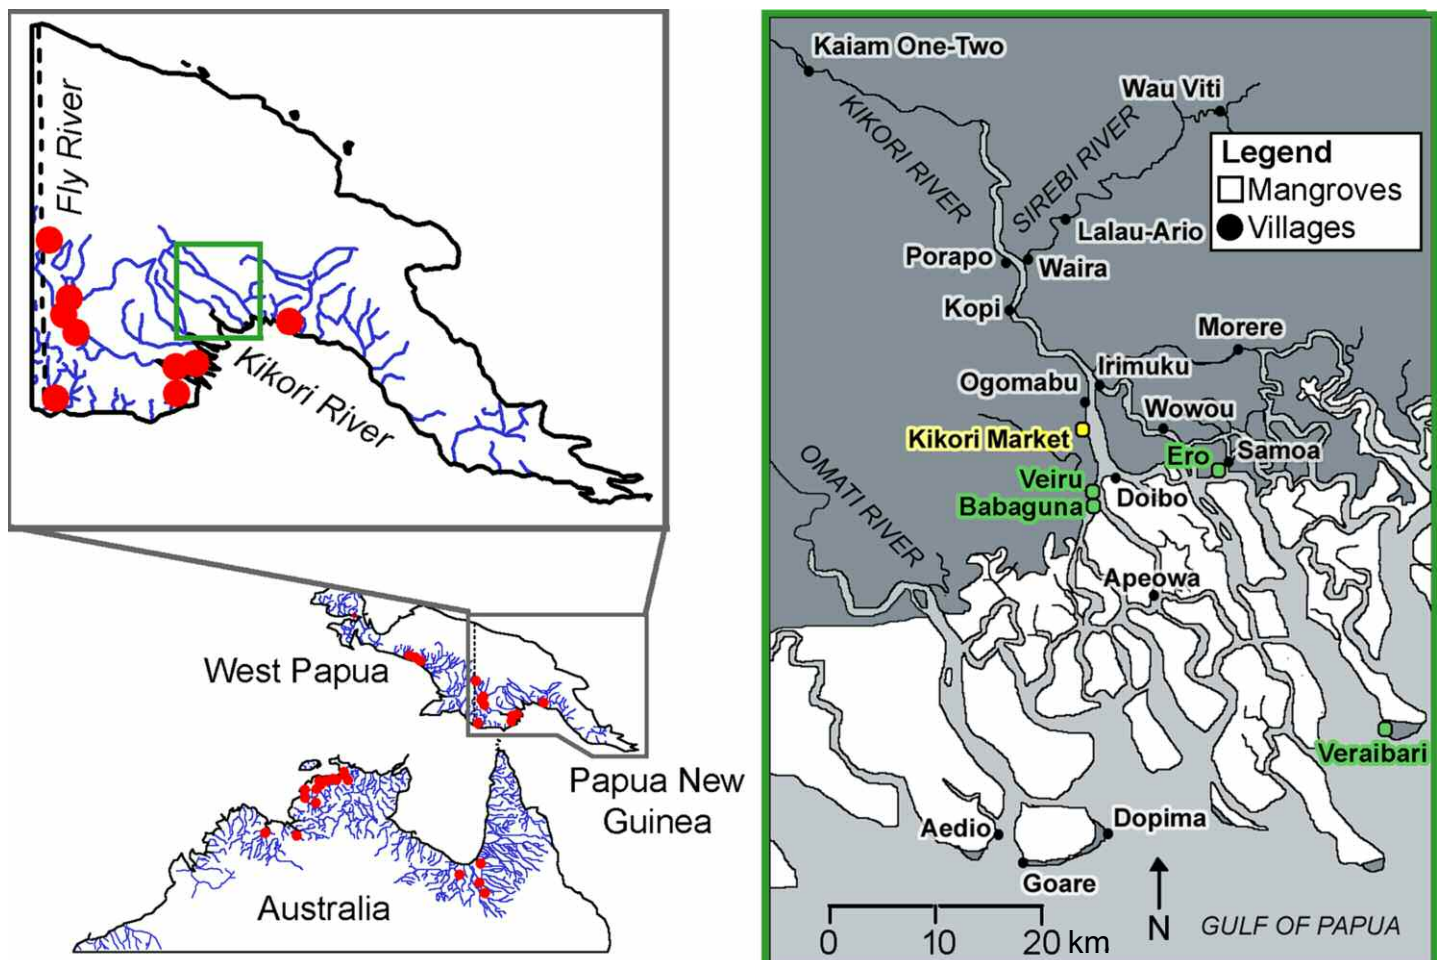 Fly River
Kikori River
West Papua
Papua New
Guinea
Australia
Kaiam One-Two
Wau Viti
KIKORI RIVER
SIREBI RIVER
Legend
Mangroves
Villages
Lalau-Ario
Porapo
Waira
Kopi
Morere
Irimuku
Ogomabu
Wowou
Kikori Market
Ero
Samoa
OMATI RIVER
Veiru
Doibo
Babaguna
Apeowa
Veraibari
Aedio
Dopima
Goare
0 10 20 km
N
GULF OF PAPUA